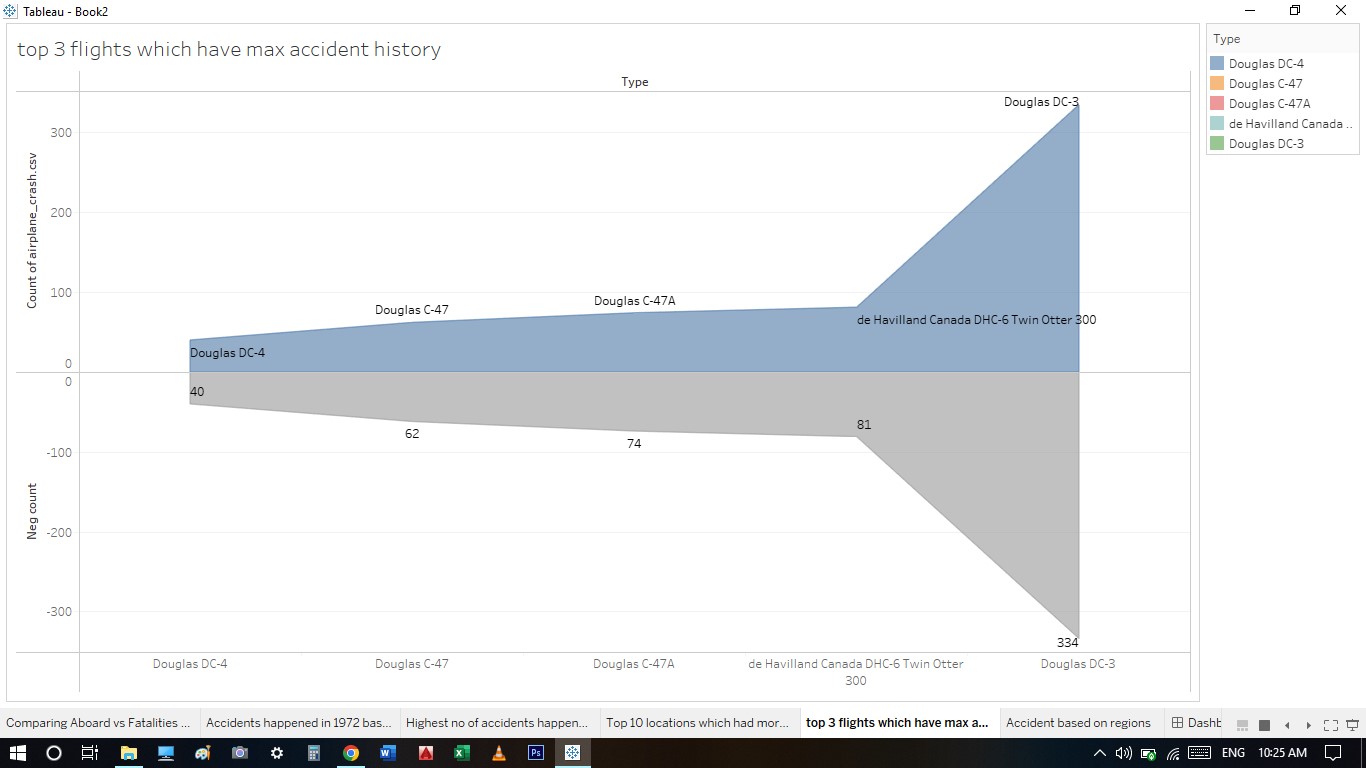 Tableau - Book2
top 3 flights which have max accident history
Type
Count of airplane_crash.csv
300
200
100
0
Douglas DC-3
Douglas C-47
Douglas C-47A
de Havilland Canada DHC-6 Twin Otter 300
Douglas DC-4
Neg count
0
-100
-200
-300
40
62
74
81
334
Douglas DC-4
Douglas C-47
Douglas C-47A
de Havilland Canada DHC-6 Twin Otter
300
Douglas DC-3
Type
Douglas DC-4
Douglas C-47
Douglas C-47A
de Havilland Canada ..
Douglas DC-3
Comparing Aboard vs Fatalities ...
Accidents happened in 1972 bas...
Highest no of accidents happen...
Top 10 locations which had mor...
top 3 flights which have max a...
Accident based on regions
Dashb
Ps
ENG
10:25 AM